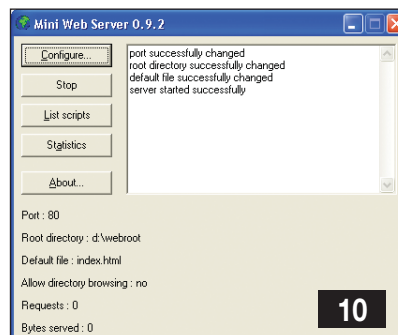 Mini Web Server 0.9.2
Configure...
Stop
List scripts
Statistics
About...
port successfully changed
root directory successfully changed
default file successfully changed
server started successfully
Port : 80
Root directory : d:\webroot
Default file : index.html
Allow directory browsing : no
Requests : 0
Bytes served : 0
10